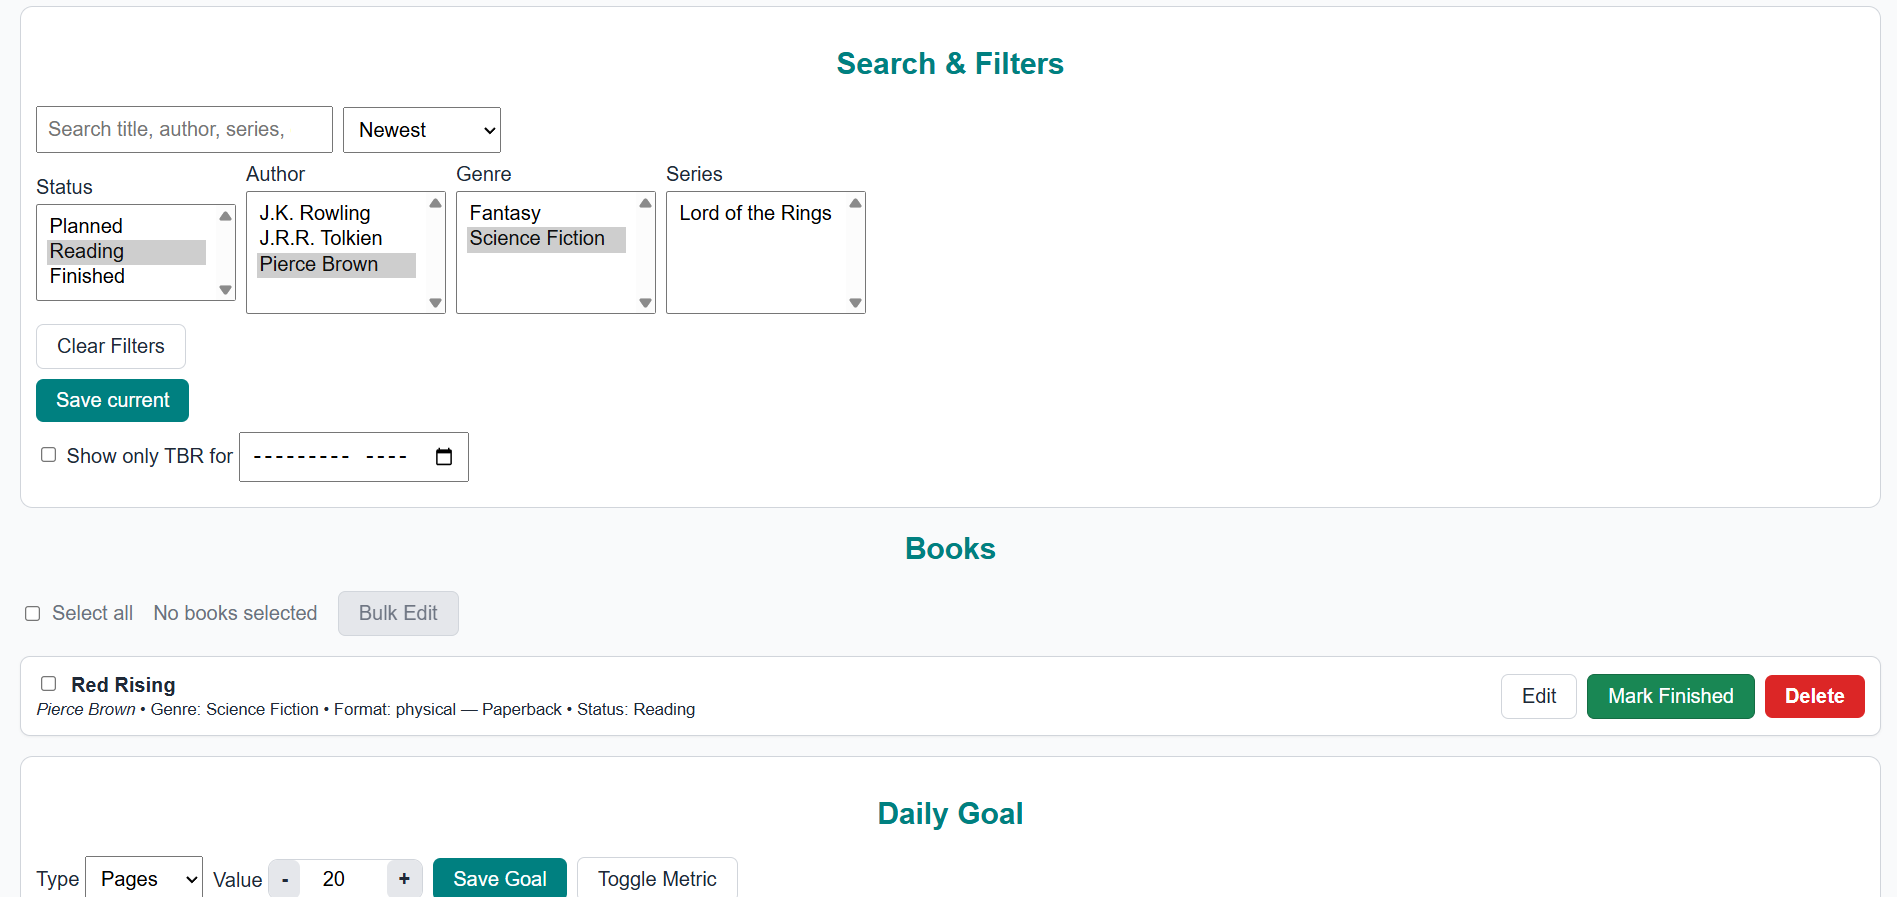 Search & Filters
Search title, author, series,
Newest
Status
Planned
Reading
Finished
Author
J.K. Rowling
J.R.R. Tolkien
Pierce Brown
Genre
Fantasy
Science Fiction
Series
Lord of the Rings
Clear Filters
Save current
Show only TBR for --------- ----
Books
Select all No books selected Bulk Edit
Red Rising
Pierce Brown • Genre: Science Fiction • Format: physical — Paperback • Status: Reading
Edit Mark Finished Delete
Daily Goal
Type Pages Value - 20 + Save Goal Toggle Metric